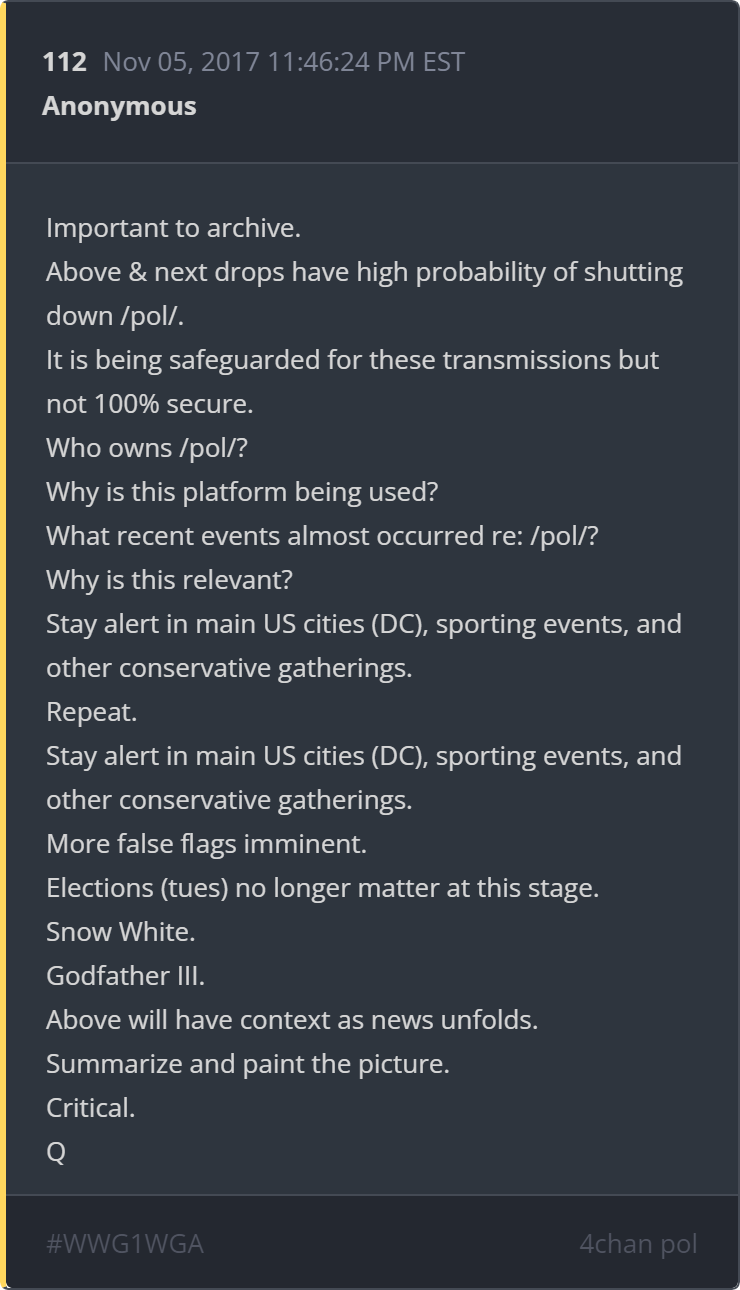 112 Nov 05, 2017 11:46:24 PM EST
Anonymous
Important to archive.
Above & next drops have high probability of shutting
down /pol/.
It is being safeguarded for these transmissions but
not 100% secure.
Who owns /pol/?
Why is this platform being used?
What recent events almost occurred re: /pol/?
Why is this relevant?
Stay alert in main US cities (DC), sporting events, and
other conservative gatherings.
Repeat.
Stay alert in main US cities (DC), sporting events, and
other conservative gatherings.
More false flags imminent.
Elections (tues) no longer matter at this stage.
Snow White.
Godfather III.
Above will have context as news unfolds.
Summarize and paint the picture.
Critical.
Q
#WWG1WGA 4chan pol